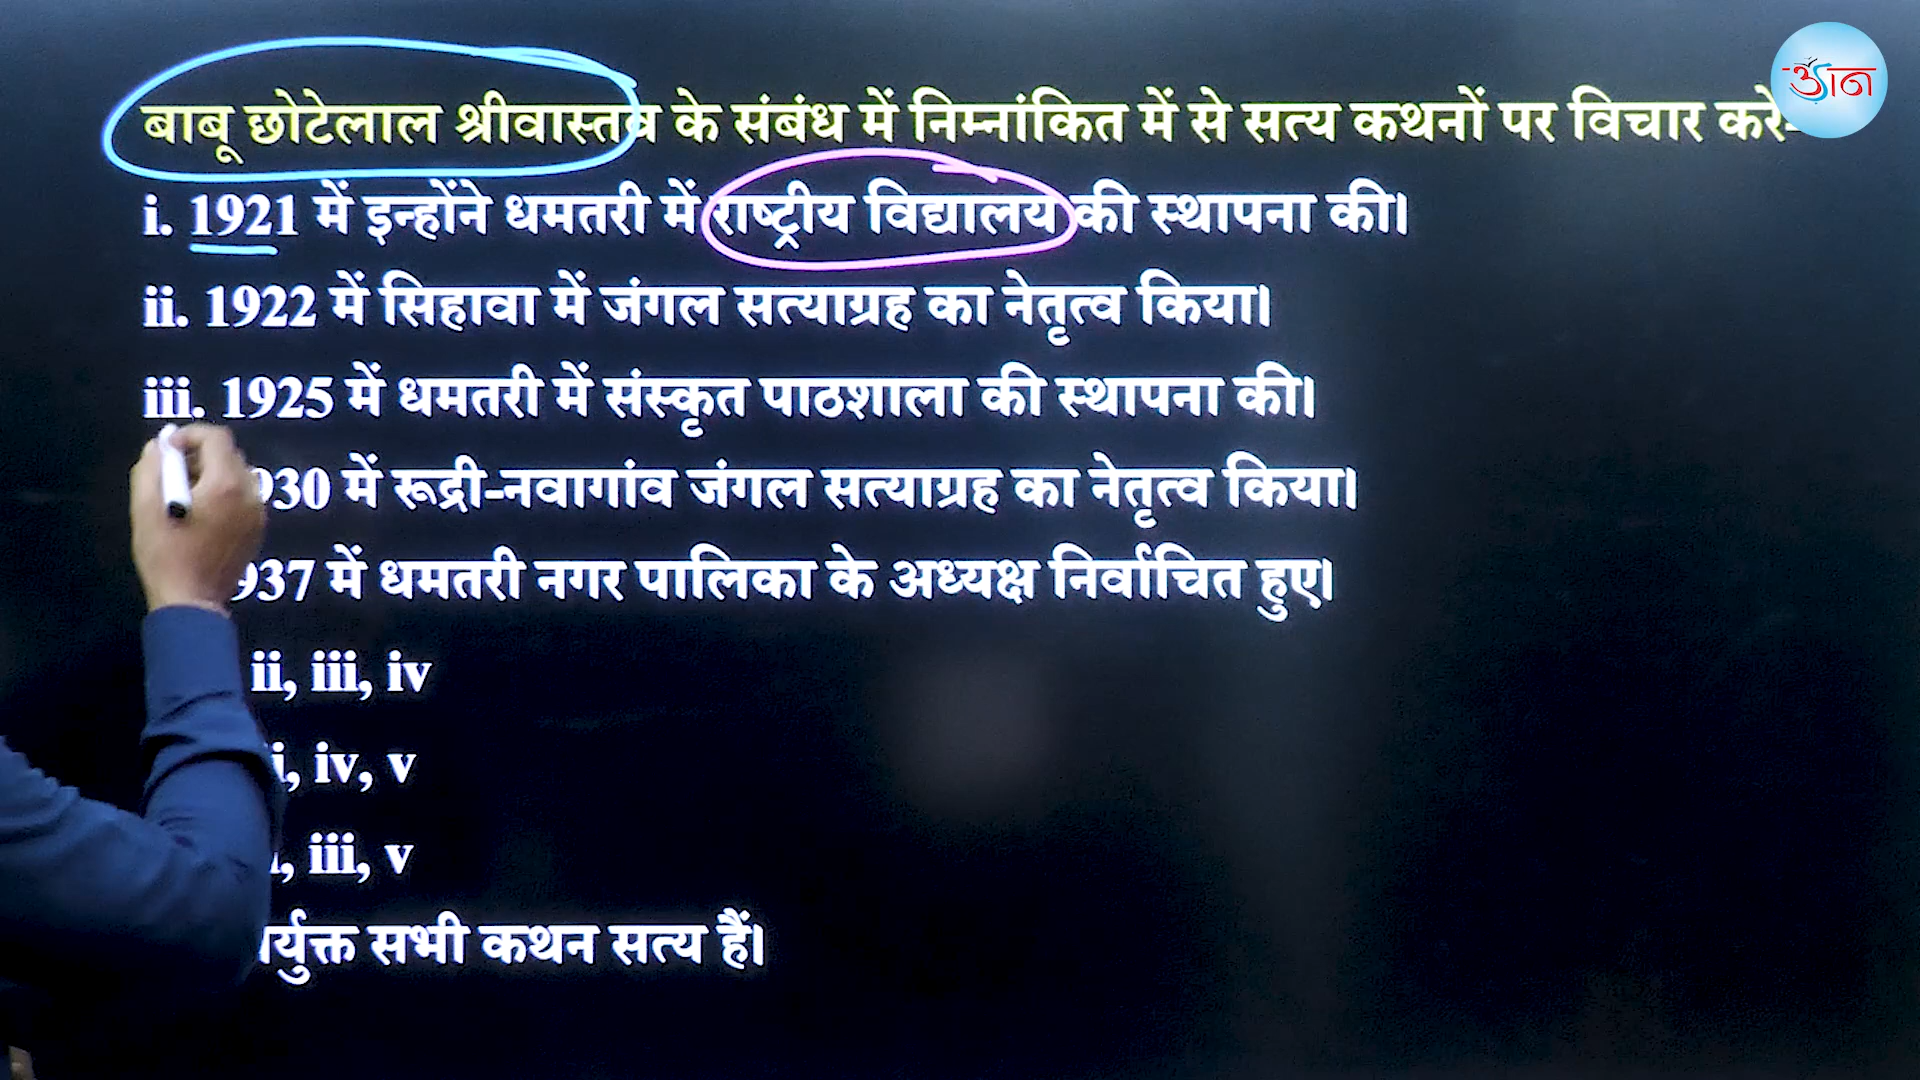 उड़ान
बाबू छोटेलाल श्रीवास्तव के संबंध में निम्नांकित में से सत्य कथनों पर विचार करे-
i. 1921 में इन्होंने धमतरी में राष्ट्रीय विद्यालय की स्थापना की।
ii. 1922 में सिहावा में जंगल सत्याग्रह का नेतृत्व किया।
iii. 1925 में धमतरी में संस्कृत पाठशाला की स्थापना की।
930 में रूद्री-नवागांव जंगल सत्याग्रह का नेतृत्व किया।
937 में धमतरी नगर पालिका के अध्यक्ष निर्वाचित हुए।
ii, iii, iv
iv, v
iii, v
सभी कथन सत्य हैं।